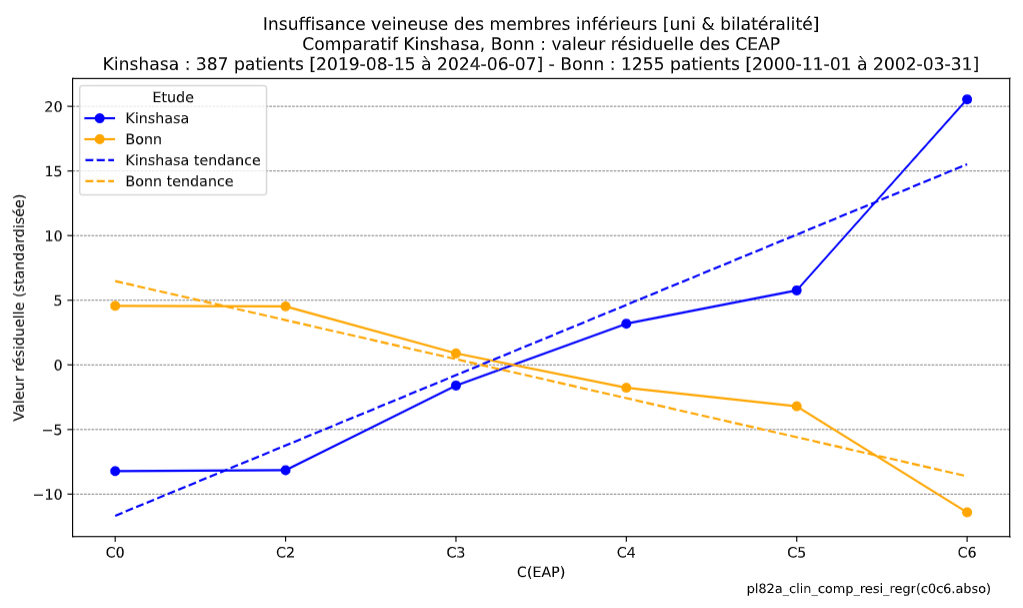 Insuffisance veineuse des membres inférieurs [uni & bilatéralité]
Comparatif Kinshasa, Bonn : valeur résiduelle des CEAP
Kinshasa : 387 patients [2019-08-15 à 2024-06-07] - Bonn : 1255 patients [2000-11-01 à 2002-03-31]
Etude
Kinshasa
Bonn
Kinshasa tendance
Bonn tendance
Valeur résiduelle (standardisée)
20
15
10
5
0
−5
−10
C0 C2 C3 C4 C5 C6
C(EAP)
pl82a_clin_comp_resi_regr(c0c6.abso)